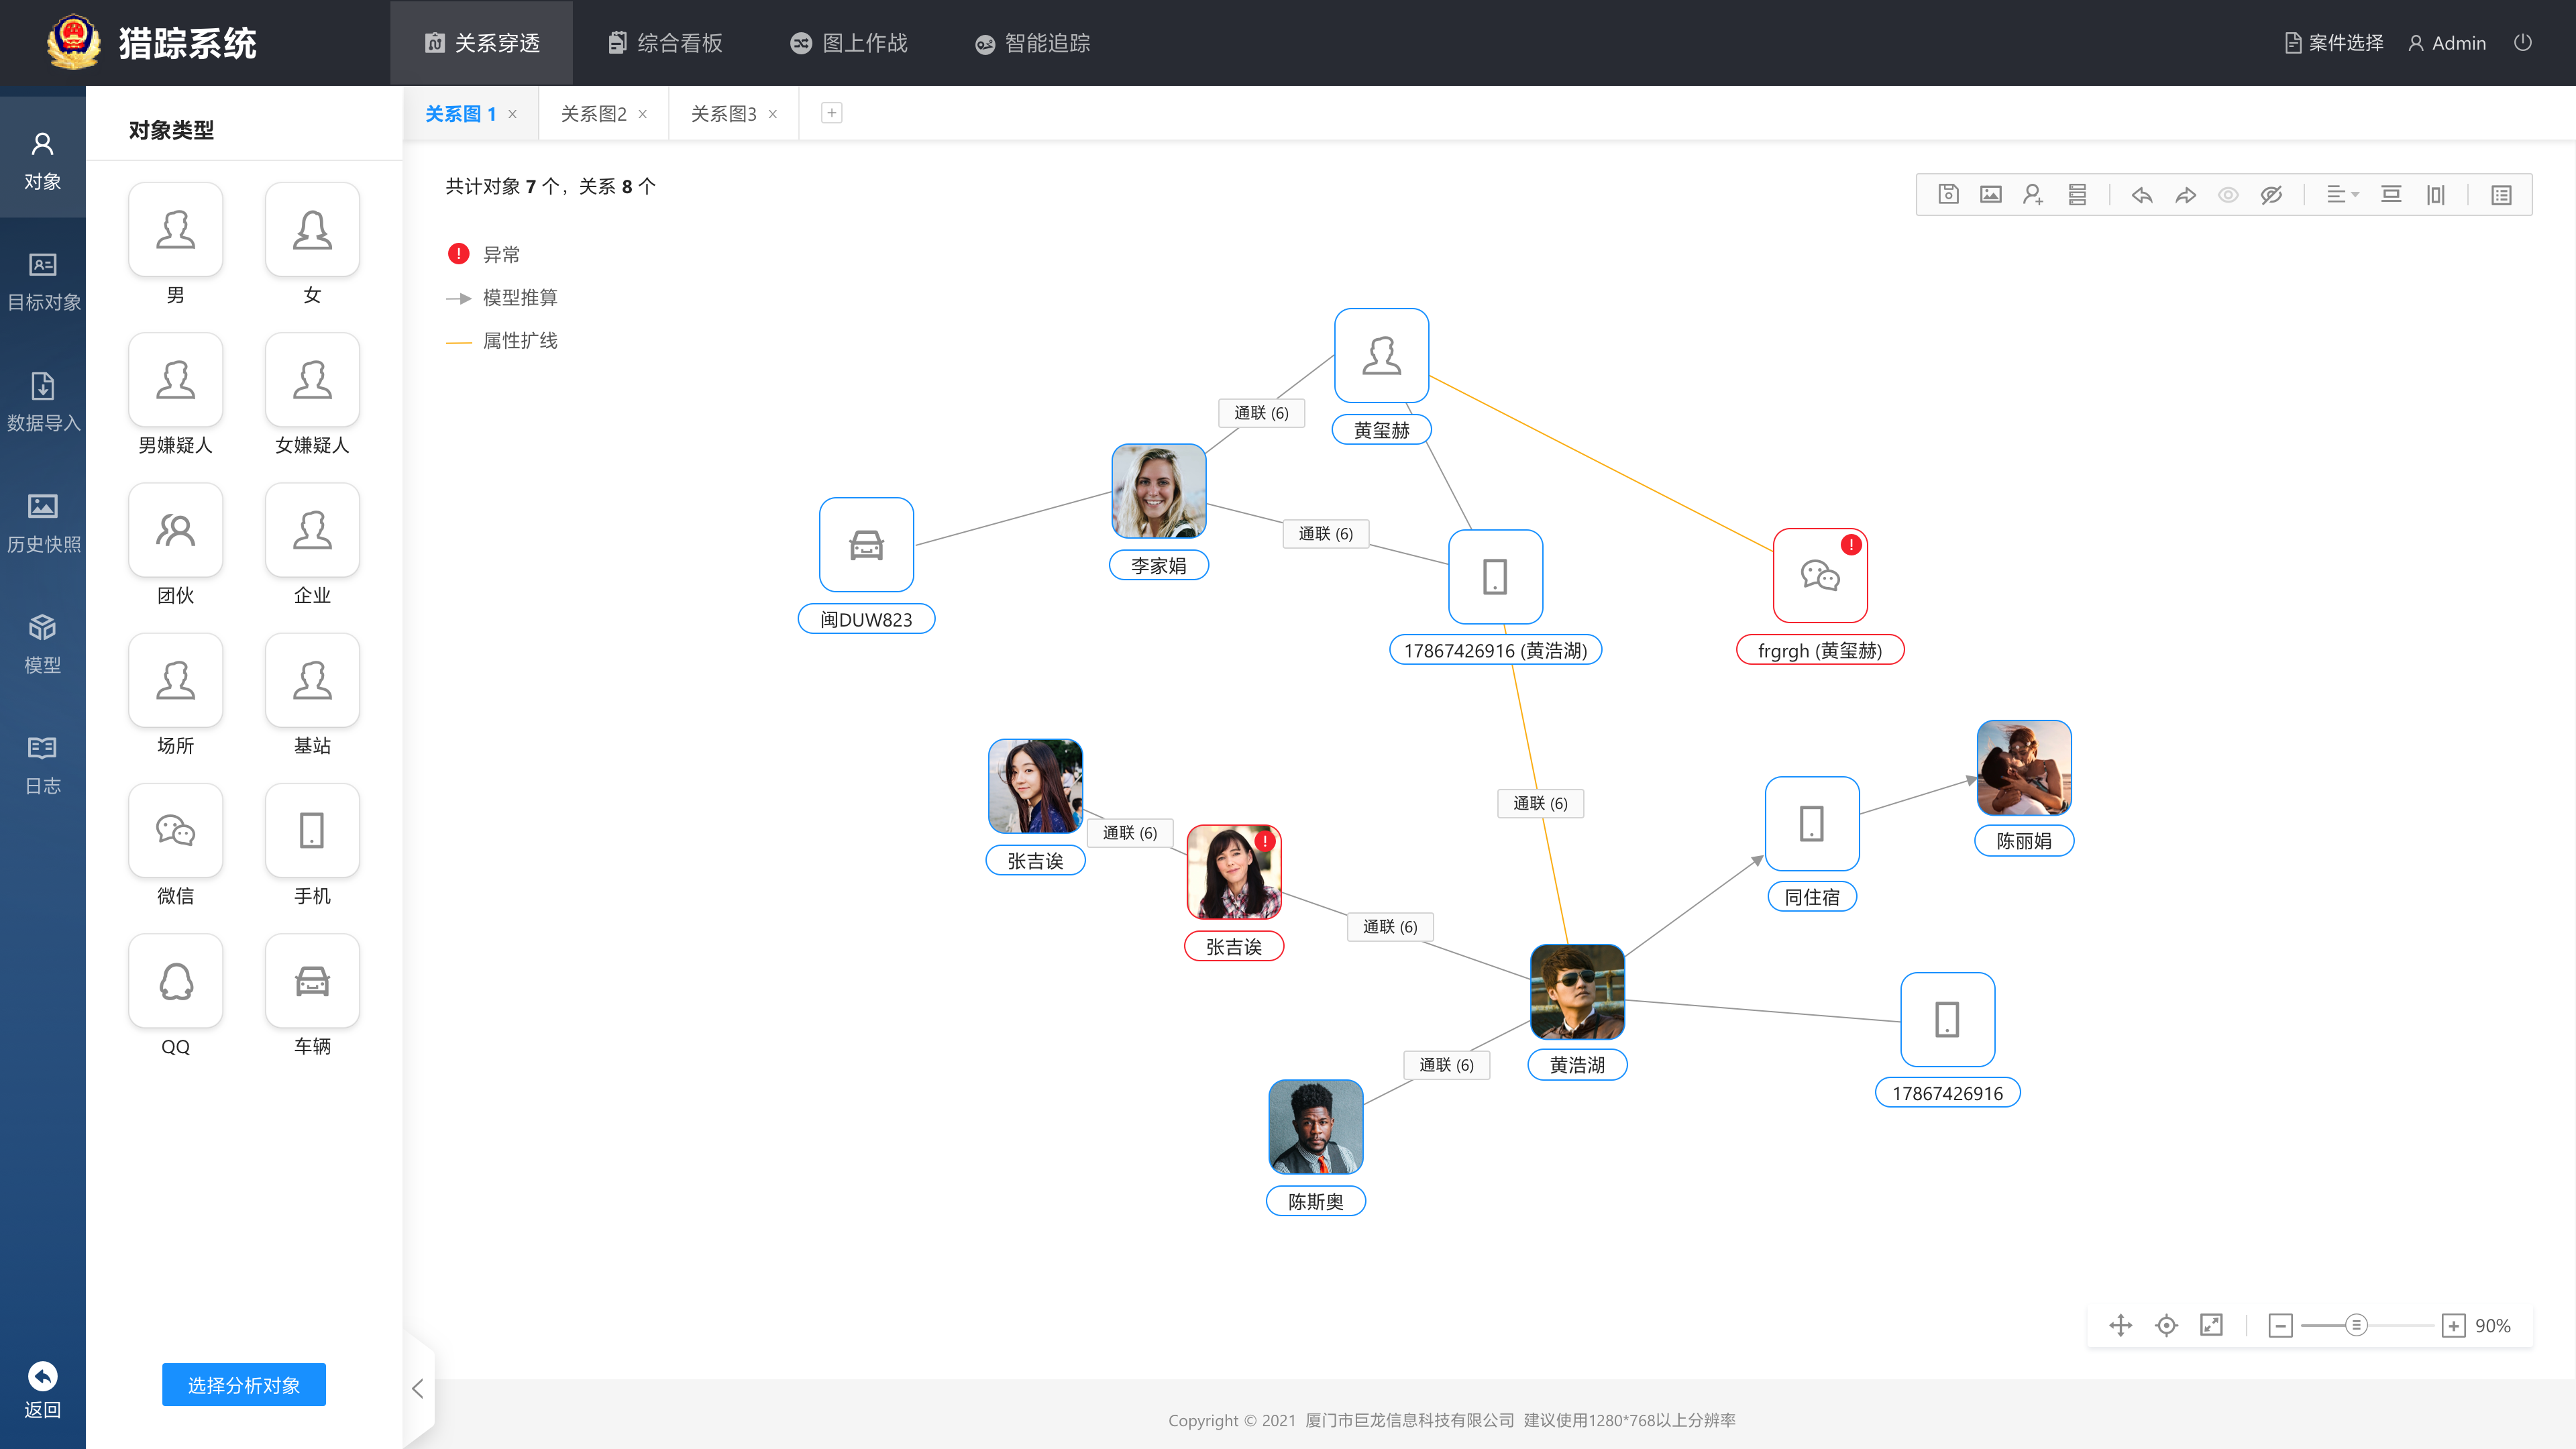 猎踪系统
关系穿透
综合看板
图上作战
智能追踪
案件选择
Admin
对象
目标对象
数据导入
历史快照
模型
日志
返回
对象类型
男
女
男嫌疑人
女嫌疑人
团伙
企业
场所
基站
微信
手机
QQ
车辆
选择分析对象
关系图 1
关系图2
关系图3
共计对象 7 个，关系 8 个
异常
模型推算
属性扩线
通联 (6)
黄玺赫
李家娟
通联 (6)
闽DUW823
17867426916 (黄浩湖)
frgrgh (黄玺赫)
通联 (6)
张吉诶
通联 (6)
张吉诶
通联 (6)
陈丽娟
同住宿
黄浩湖
通联 (6)
17867426916
陈斯奥
90%
Copyright © 2021 厦门市巨龙信息科技有限公司 建议使用1280*768以上分辨率